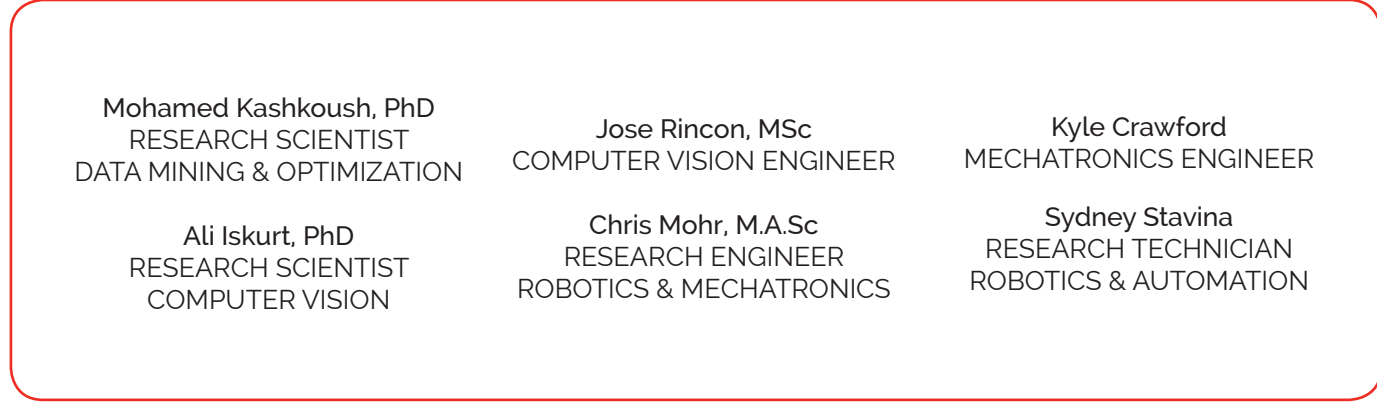 Mohamed Kashkoush, PhD
RESEARCH SCIENTIST
DATA MINING & OPTIMIZATION
Ali Iskurt, PhD
RESEARCH SCIENTIST
COMPUTER VISION
Jose Rincon, MSc
COMPUTER VISION ENGINEER
Chris Mohr, M.A.Sc
RESEARCH ENGINEER
ROBOTICS & MECHATRONICS
Kyle Crawford
MECHATRONICS ENGINEER
Sydney Stavina
RESEARCH TECHNICIAN
ROBOTICS & AUTOMATION